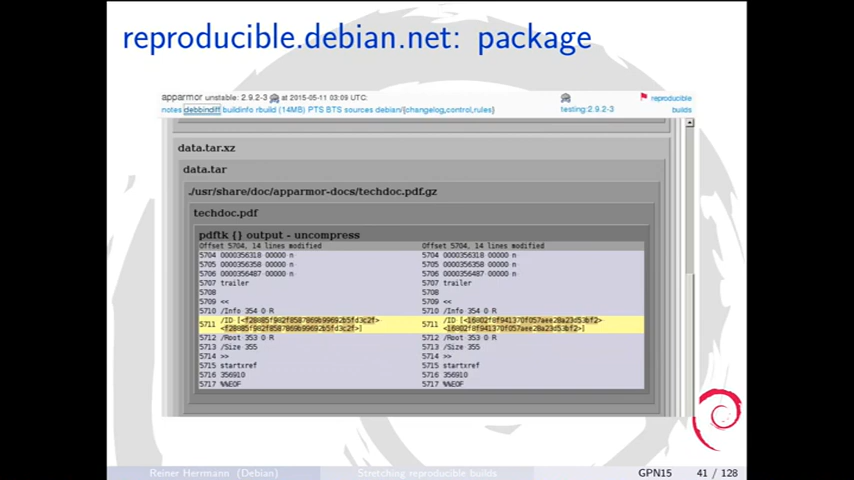 reproducible.debian.net: package
apparmor unstable: 2.9.2-3 at 2015-05-11 03:09 UTC:
reproducible
notes debbindiff buildinfo rbuild (14MB) PTS BTS sources debian/{changelog,control,rules}
testing:2.9.2-3
builds
data.tar.xz
data.tar
./usr/share/doc/apparmor-docs/techdoc.pdf.gz
techdoc.pdf
pdftk {} output - uncompress
Offset 5704, 14 lines modified Offset 5704, 14 lines modified
5704 0000356318 00000 n 5704 0000356318 00000 n
5705 0000356358 00000 n 5705 0000356358 00000 n
5706 0000356487 00000 n 5706 0000356487 00000 n
5707 trailer 5707 trailer
5708 5708
5709 << 5709 <<
5710 /Info 354 0 R 5710 /Info 354 0 R
5711 /ID 5711 /ID
5712 /Root 353 0 R 5712 /Root 353 0 R
5713 /Size 355 5713 /Size 355
5714 >> 5714 >>
5715 startxref 5715 startxref
5716 356910 5716 356910
5717 %%EOF 5717 %%EOF
Reiner Herrmann (Debian) Stretching reproducible builds GPN15 41 / 128